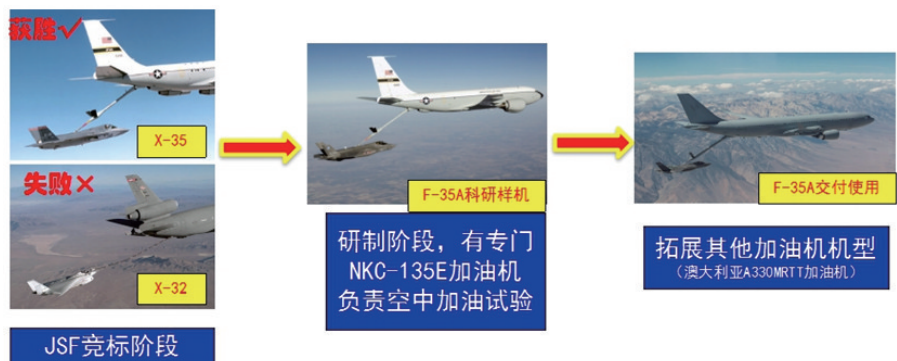 获胜√
X-35
失败×
X-32
JSF竞标阶段
F-35A科研样机
研制阶段，有专门
NKC-135E加油机
负责空中加油试验
F-35A交付使用
拓展其他加油机机型
（澳大利亚A330MRTT加油机）